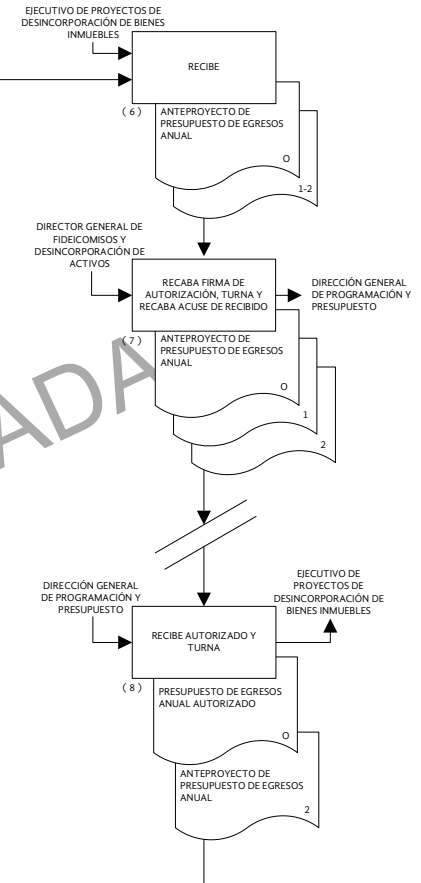 EJECUTIVO DE PROYECTOS DE
DESINCORPORACIÓN DE BIENES
INMUEBLES
RECIBE
( 6 )
ANTEPROYECTO DE
PRESUPUESTO DE EGRESOS
ANUAL
O
1-2
DIRECTOR GENERAL DE
FIDEICOMISOS Y
DESINCORPORACIÓN DE
ACTIVOS
RECABA FIRMA DE
AUTORIZACIÓN, TURNA Y
RECABA ACUSE DE RECIBIDO
DIRECCIÓN GENERAL
DE PROGRAMACIÓN Y
PRESUPUESTO
( 7 )
ANTEPROYECTO DE
PRESUPUESTO DE EGRESOS
ANUAL
O
1
2
ADA
DIRECCIÓN GENERAL
DE PROGRAMACIÓN Y
PRESUPUESTO
EJECUTIVO DE
PROYECTOS DE
DESINCORPORACIÓN DE
BIENES INMUEBLES
RECIBE AUTORIZADO Y
TURNA
( 8 )
PRESUPUESTO DE EGRESOS
ANUAL AUTORIZADO
O
ANTEPROYECTO DE
PRESUPUESTO DE EGRESOS
ANUAL
2